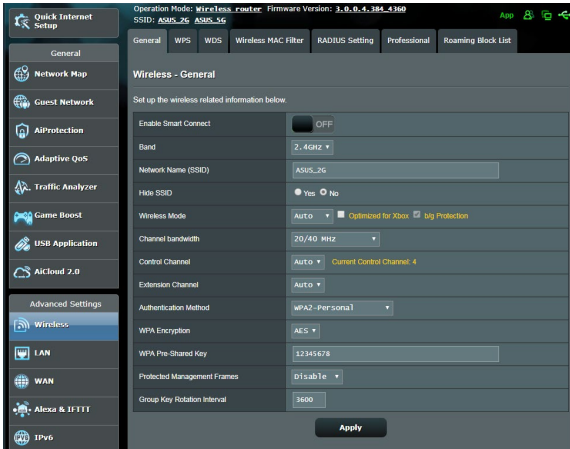 Quick Internet
Setup
Operation Mode: Wireless router Firmware Version: 3.0.0.4.384_4360
SSID: ASUS_2G ASUS_5G
App
General
Network Map
Guest Network
AiProtection
Adaptive QoS
Traffic Analyzer
Game Boost
USB Application
AiCloud 2.0
Advanced Settings
Wireless
LAN
WAN
Alexa & IFTTT
IPv6
General WPS WDS Wireless MAC Filter RADIUS Setting Professional Roaming Block List
Wireless - General
Set up the wireless related information below.
Enable Smart Connect OFF
Band 2.4GHz
Network Name (SSID) ASUS_2G
Hide SSID Yes No
Wireless Mode Auto Optimized for Xbox b/g Protection
Channel bandwidth 20/40 MHz
Control Channel Auto Current Control Channel: 4
Extension Channel Auto
Authentication Method WPA2-Personal
WPA Encryption AES
WPA Pre-Shared Key 12345678
Protected Management Frames Disable
Group Key Rotation Interval 3600
Apply